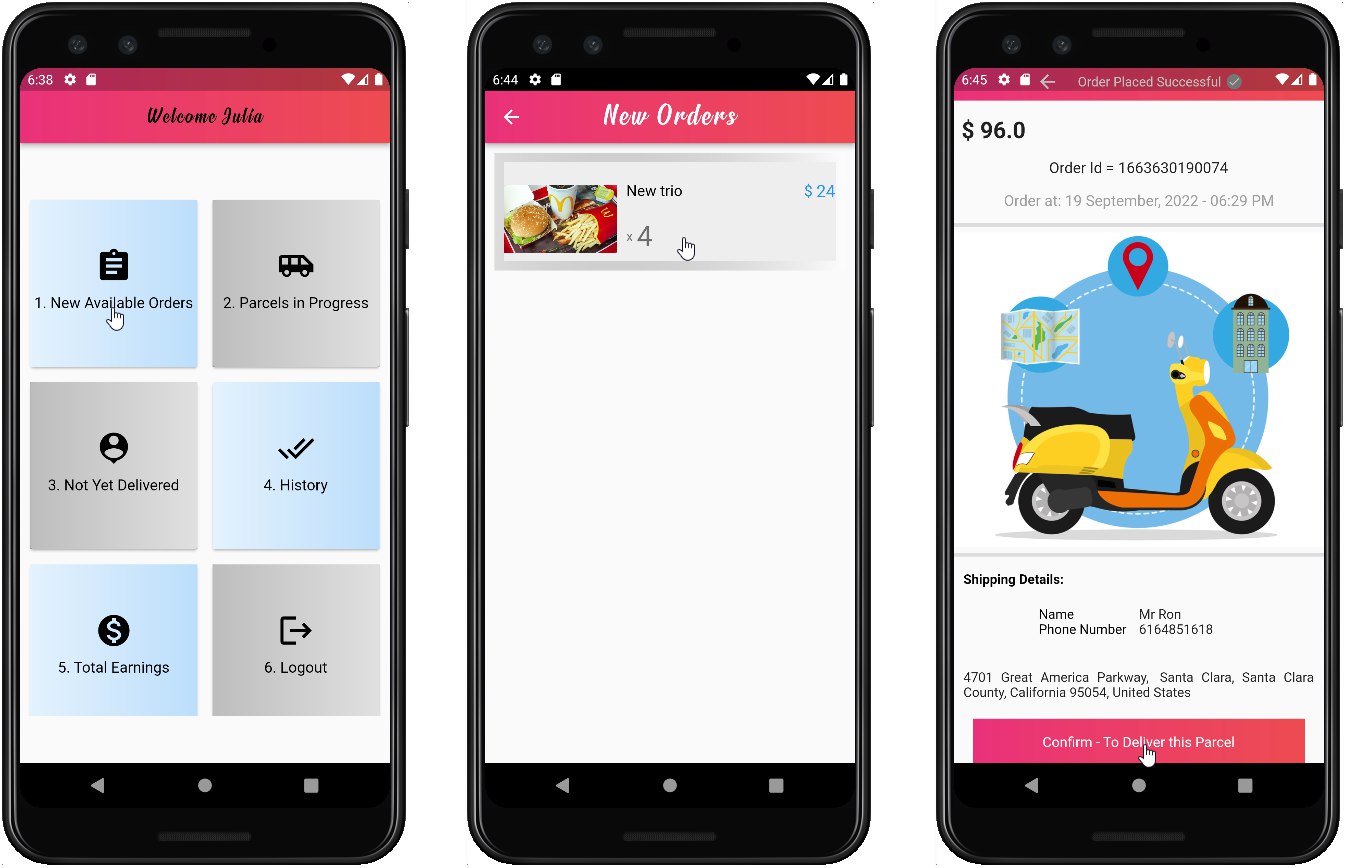 6:38
Welcome Julia
1. New Available Orders
2. Parcels in Progress
3. Not Yet Delivered
4. History
5. Total Earnings
6. Logout
6:44
New Orders
New trio
$ 24
x 4
6:45
Order Placed Successful
$ 96.0
Order Id = 1663630190074
Order at: 19 September, 2022 - 06:29 PM
Shipping Details:
Name Mr Ron
Phone Number 6164851618
4701 Great America Parkway, Santa Clara, Santa Clara
County, California 95054, United States
Confirm - To Deliver this Parcel